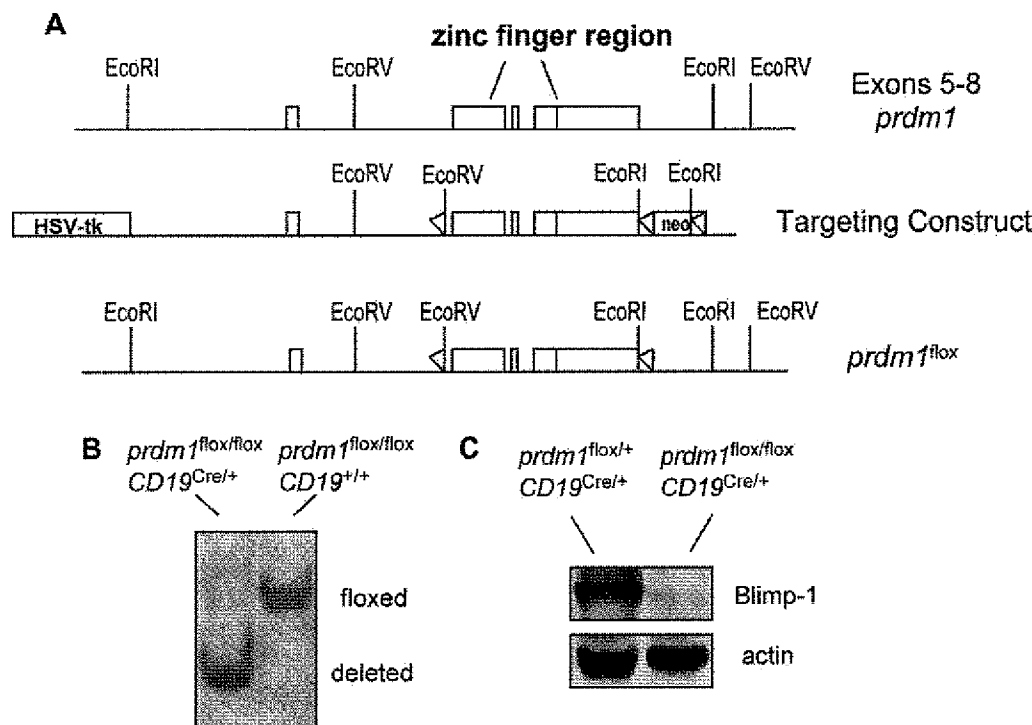 A
zinc finger region
EcoRI EcoRV EcoRI EcoRV
Exons 5-8
prdm1
EcoRV EcoRV EcoRI EcoRI
HSV-tk neo
Targeting Construct
EcoRI EcoRV EcoRV EcoRI EcoRI EcoRV
prdm1flox
B
prdm1flox/flox prdm1flox/flox
CD19Cre/+ CD19+/+
floxed
deleted
C
prdm1flox/+ prdm1flox/flox
CD19Cre/+ CD19Cre/+
Blimp-1
actin